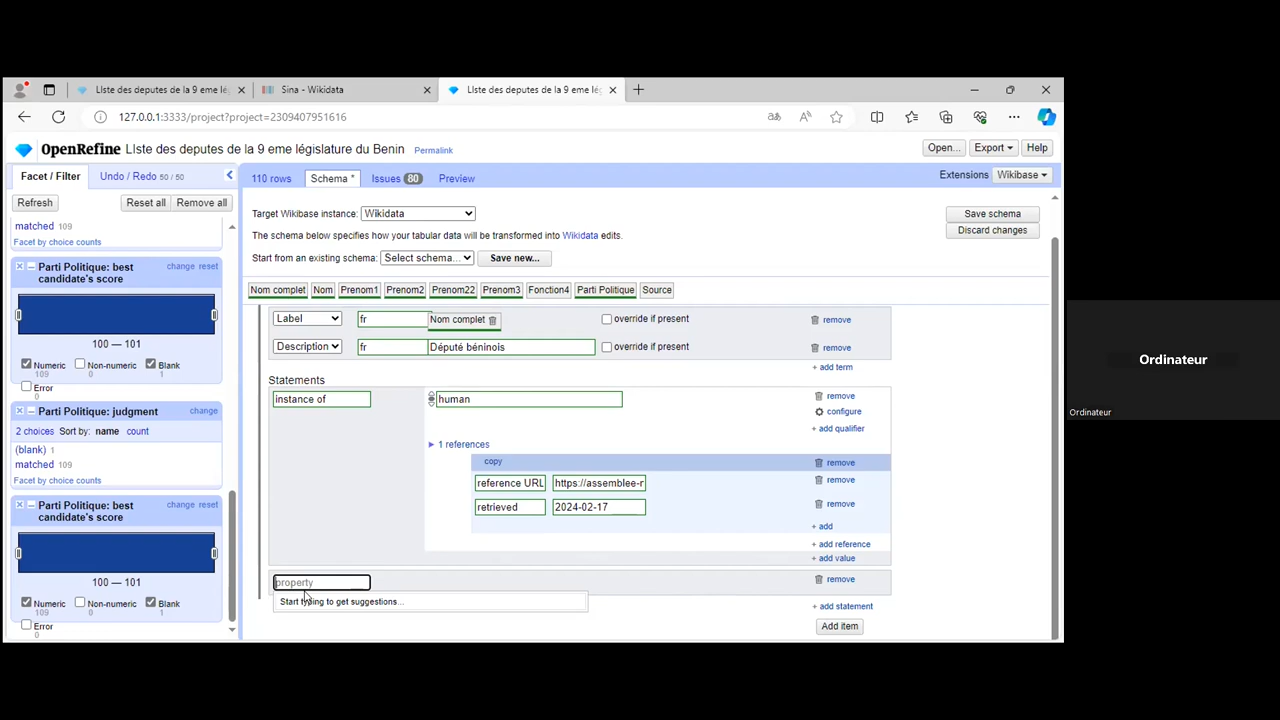 LIste des deputes de la 9 eme légi
Sina - Wikidata
LIste des deputes de la 9 eme légi
127.0.0.1:3333/project?project=2309407951616
OpenRefine LIste des deputes de la 9 eme législature du Benin Permalink
Open... Export Help
Facet / Filter Undo / Redo 50 / 50
110 rows Schema * Issues 80 Preview
Extensions Wikibase
Refresh Reset all Remove all
matched 109
Facet by choice counts
Parti Politique: best candidate's score change reset
100 — 101
Numeric 109 Non-numeric 0 Blank 1
Error 0
Parti Politique: judgment change
2 choices Sort by: name count
(blank) 1
matched 109
Facet by choice counts
Parti Politique: best candidate's score change reset
100 — 101
Numeric 109 Non-numeric 0 Blank 1
Error 0
Target Wikibase instance: Wikidata
Save schema
Discard changes
The schema below specifies how your tabular data will be transformed into Wikidata edits.
Start from an existing schema: Select schema... Save new...
Nom complet Nom Prenom1 Prenom2 Prenom22 Prenom3 Fonction4 Parti Politique Source
Label fr Nom complet override if present remove
Description fr Député béninois override if present remove
+ add term
Statements
instance of human remove
configure
+ add qualifier
1 references
copy remove
reference URL https://assemblee-r remove
retrieved 2024-02-17 remove
+ add
+ add reference
+ add value
property remove
Start typing to get suggestions...
+ add statement
Add item
Ordinateur
Ordinateur